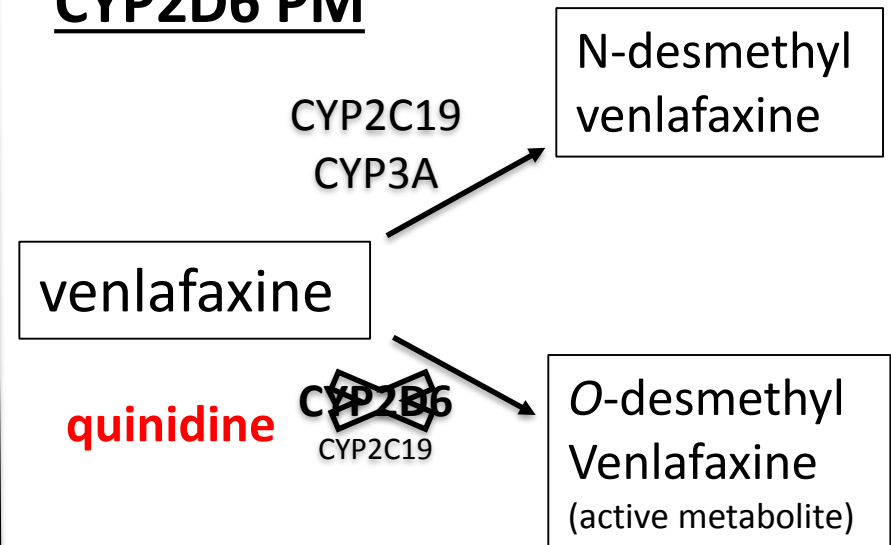 CYP2D6 PM
N-desmethyl
venlafaxine
CYP2C19
CYP3A
venlafaxine
quinidine
CYP2D6
CYP2C19
O-desmethyl
Venlafaxine
(active metabolite)